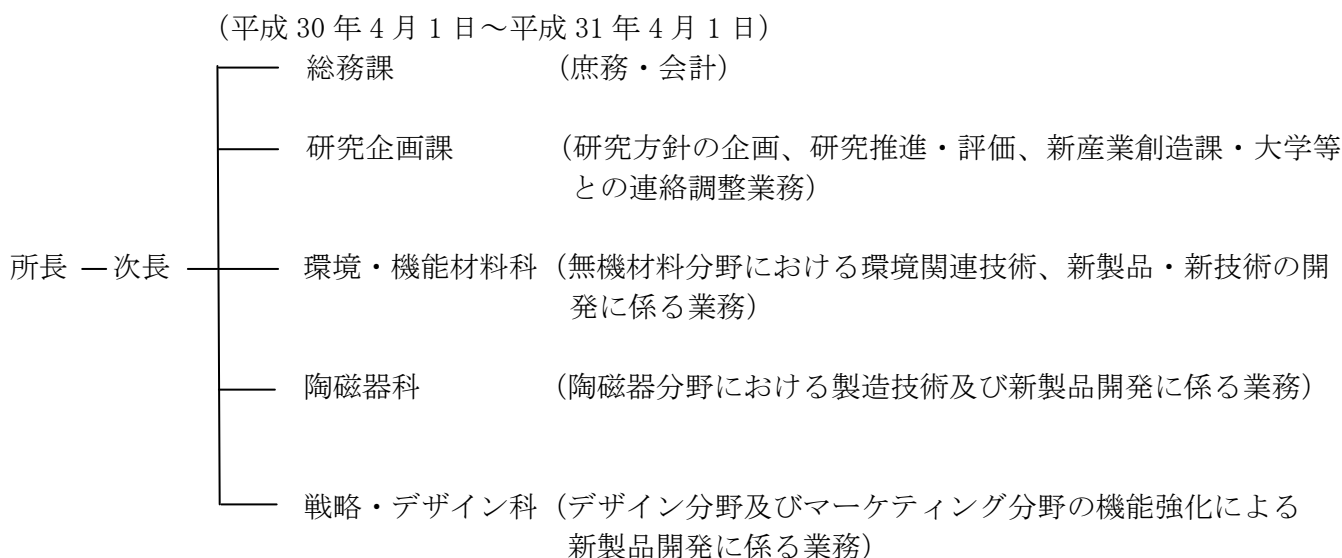 (平成 30 年 4 月 1 日～平成 31 年 4 月 1 日)
総務課 (庶務・会計)
研究企画課 (研究方針の企画、研究推進・評価、新産業創造課・大学等
との連絡調整業務)
所長 次長 環境・機能材料科 (無機材料分野における環境関連技術、新製品・新技術の開
発に係る業務)
陶磁器科 (陶磁器分野における製造技術及び新製品開発に係る業務)
戦略・デザイン科 (デザイン分野及びマーケティング分野の機能強化による
新製品開発に係る業務)